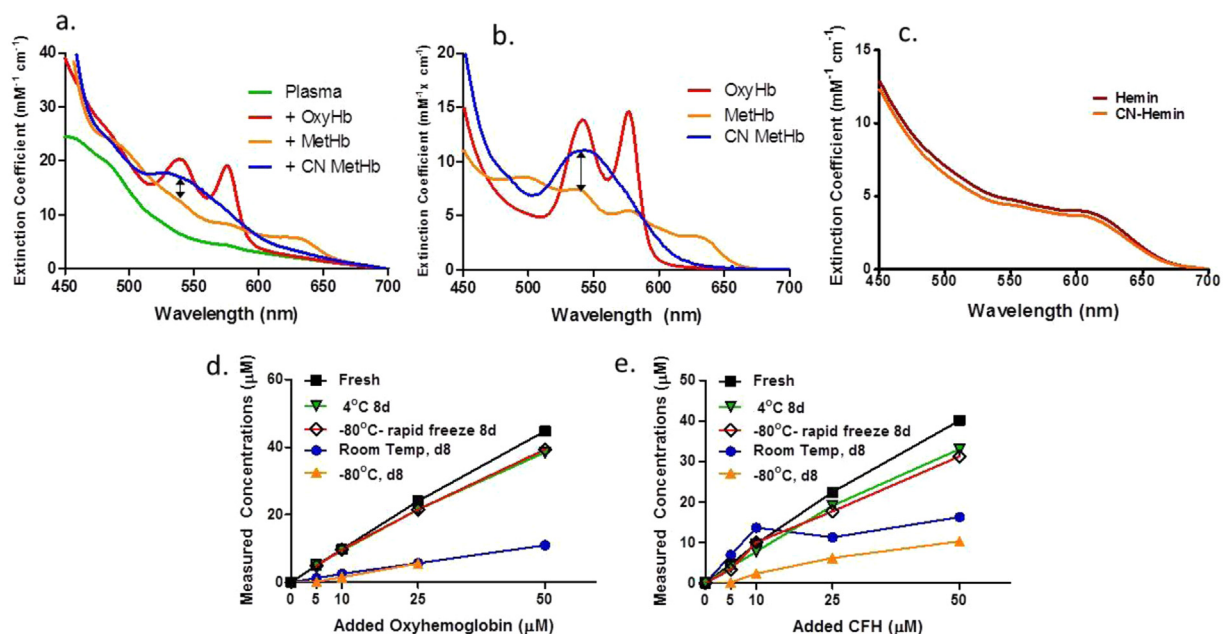 a.
40
30
20
10
0
Extinction Coefficient (mM⁻¹ cm⁻¹)
Plasma
+ OxyHb
+ MetHb
+ CN MetHb
450 500 550 600 650 700
Wavelength (nm)
b.
20
15
10
5
0
Extinction Coefficient (mM⁻¹x cm⁻¹)
OxyHb
MetHb
CN MetHb
450 500 550 600 650 700
Wavelength (nm)
c.
15
10
5
0
Extinction Coefficient (mM⁻¹ cm⁻¹)
Hemin
CN-Hemin
450 500 550 600 650 700
Wavelength (nm)
d.
60
40
20
0
Measured Concentrations (μM)
Fresh
4°C 8d
-80°C- rapid freeze 8d
Room Temp, d8
-80°C, d8
0 5 10 25 50
Added Oxyhemoglobin (μM)
e.
50
40
30
20
10
0
Measured Concentrations (μM)
Fresh
4°C 8d
-80°C- rapid freeze 8d
Room Temp, d8
-80°C, d8
0 5 10 25 50
Added CFH (μM)